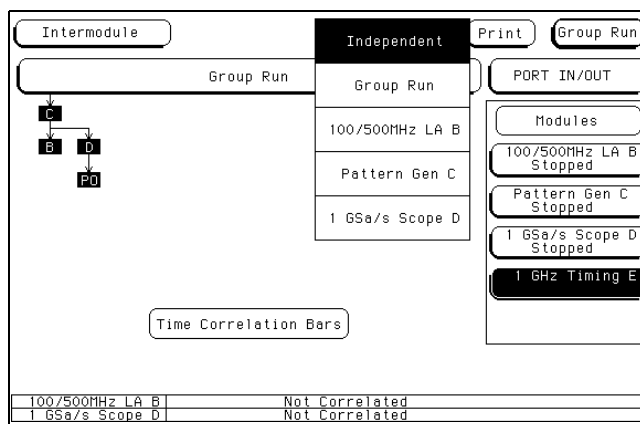 Intermodule
Independent
Print
Group Run
Group Run
Group Run
PORT IN/OUT
C
B D
PO
100/500MHz LA B
Pattern Gen C
1 GSa/s Scope D
Modules
100/500MHz LA B
Stopped
Pattern Gen C
Stopped
1 GSa/s Scope D
Stopped
1 GHz Timing E
Time Correlation Bars
100/500MHz LA B Not Correlated
1 GSa/s Scope D Not Correlated